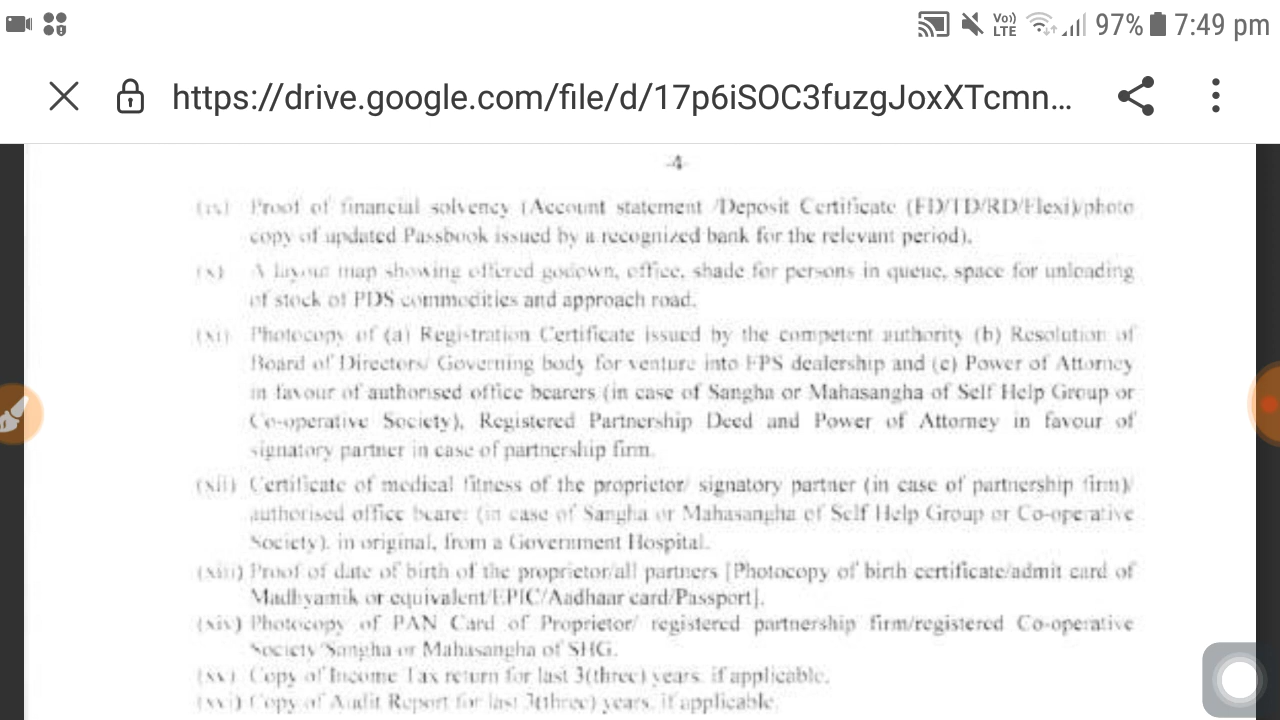 Vo)) LTE 97% 7:49 pm
https://drive.google.com/file/d/17p6iSOC3fuzgJoxXTcmn...
-4-
(ix) Proof of financial solvency (Account statement /Deposit Certificate (FD/TD/RD/Flexi)/photo
copy of updated Passbook issued by a recognized bank for the relevant period).
(x) A layout map showing offered godown, office, shade for persons in queue, space for unloading
of stock of PDS commodities and approach road.
(xi) Photocopy of (a) Registration Certificate issued by the competent authority (b) Resolution of
Board of Directors/ Governing body for venture into FPS dealership and (c) Power of Attorney
in favour of authorised office bearers (in case of Sangha or Mahasangha of Self Help Group or
Co-operative Society), Registered Partnership Deed and Power of Attorney in favour of
signatory partner in case of partnership firm.
(xii) Certificate of medical fitness of the proprietor/ signatory partner (in case of partnership firm)/
authorised office bearer (in case of Sangha or Mahasangha of Self Help Group or Co-operative
Society), in original, from a Government Hospital.
(xiii) Proof of date of birth of the proprietor/all partners [Photocopy of birth certificate/admit card of
Madhyamik or equivalent/EPIC/Aadhaar card/Passport].
(xiv) Photocopy of PAN Card of Proprietor/ registered partnership firm/registered Co-operative
Society/Sangha or Mahasangha of SHG.
(xv) Copy of Income Tax return for last 3(three) years, if applicable.
(xvi) Copy of Audit Report for last 3(three) years, if applicable.